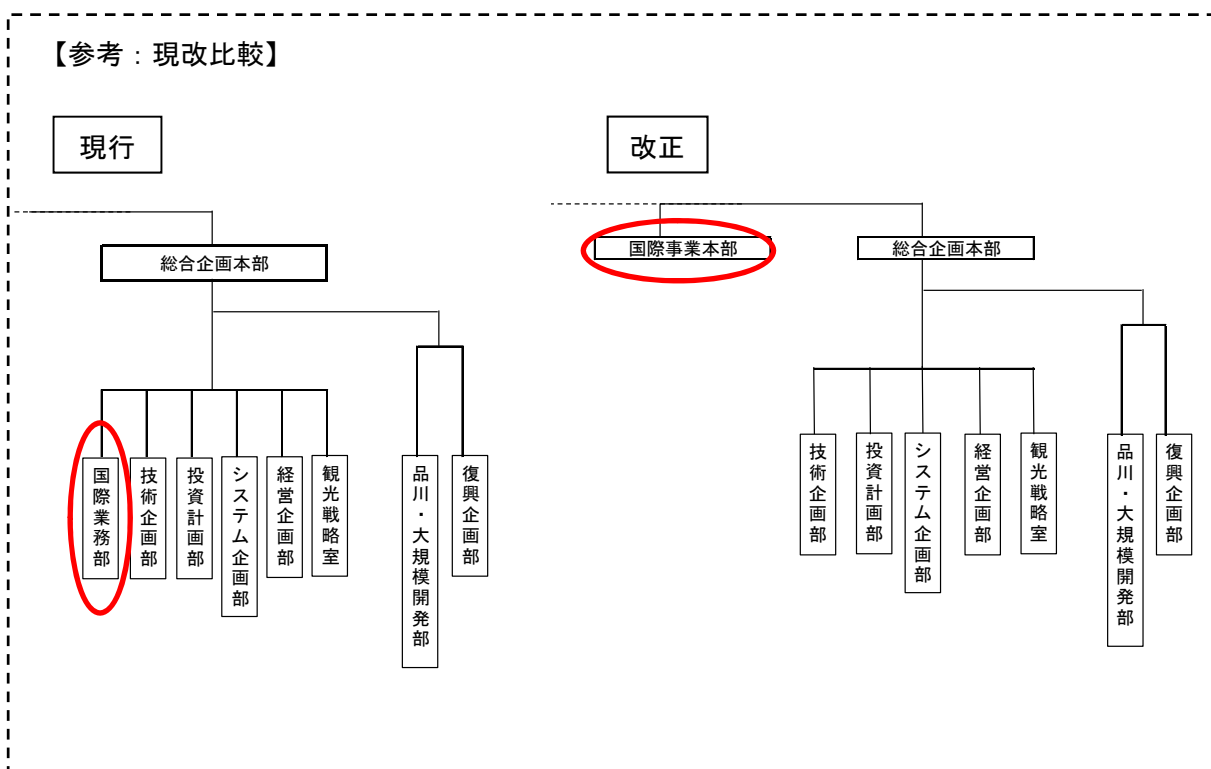 【参考：現改比較】
現行
総合企画本部
国際業務部
技術企画部
投資計画部
システム企画部
経営企画部
観光戦略室
品川・大規模開発部
復興企画部
改正
国際事業本部
総合企画本部
技術企画部
投資計画部
システム企画部
経営企画部
観光戦略室
品川・大規模開発部
復興企画部